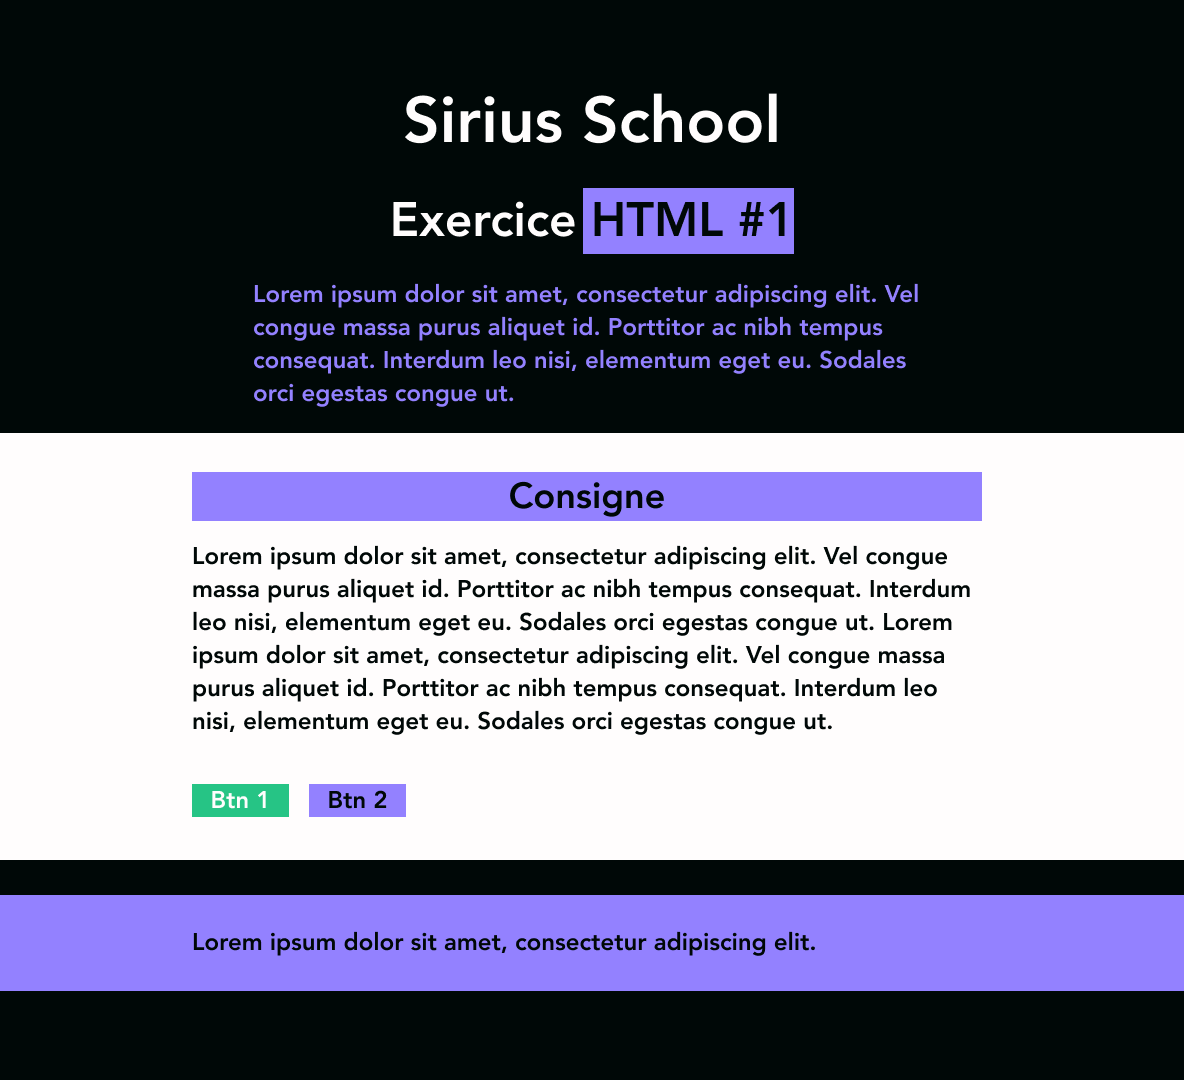 Sirius School
Exercice HTML #1
Lorem ipsum dolor sit amet, consectetur adipiscing elit. Vel
congue massa purus aliquet id. Porttitor ac nibh tempus
consequat. Interdum leo nisi, elementum eget eu. Sodales
orci egestas congue ut.
Consigne
Lorem ipsum dolor sit amet, consectetur adipiscing elit. Vel congue
massa purus aliquet id. Porttitor ac nibh tempus consequat. Interdum
leo nisi, elementum eget eu. Sodales orci egestas congue ut. Lorem
ipsum dolor sit amet, consectetur adipiscing elit. Vel congue massa
purus aliquet id. Porttitor ac nibh tempus consequat. Interdum leo
nisi, elementum eget eu. Sodales orci egestas congue ut.
Btn 1 Btn 2
Lorem ipsum dolor sit amet, consectetur adipiscing elit.